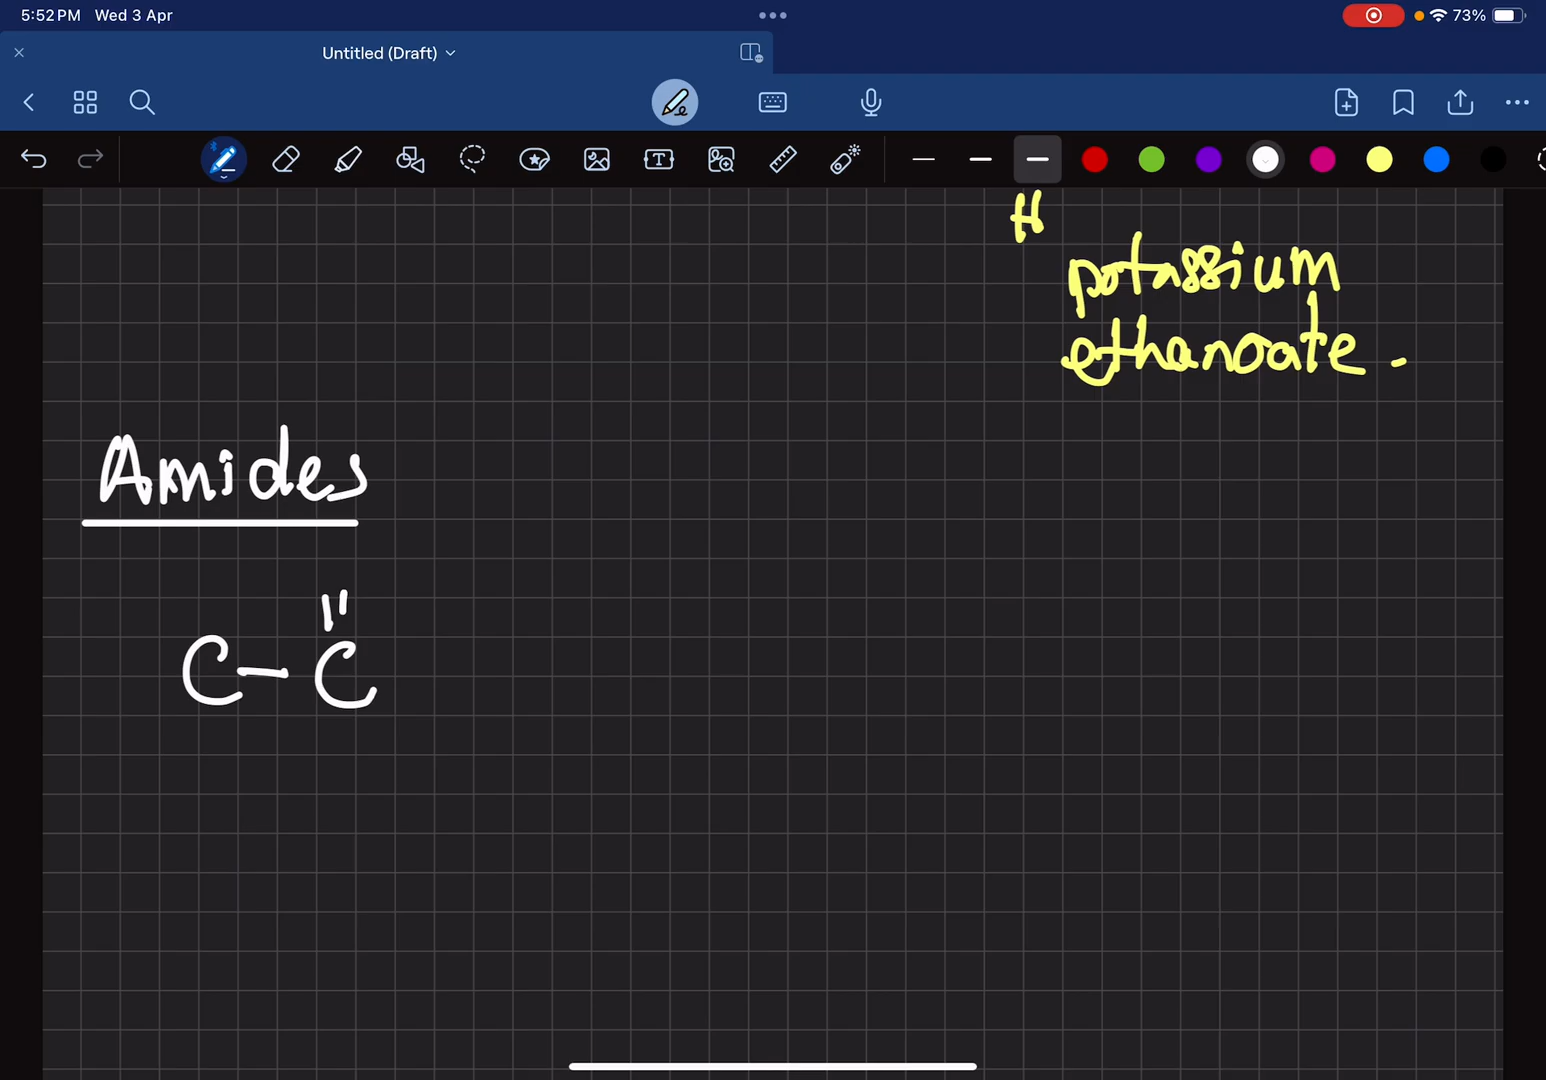 5:52 PM Wed 3 Apr
73%
Untitled (Draft)
T
H
potassium
ethanoate.
Amides
C-C